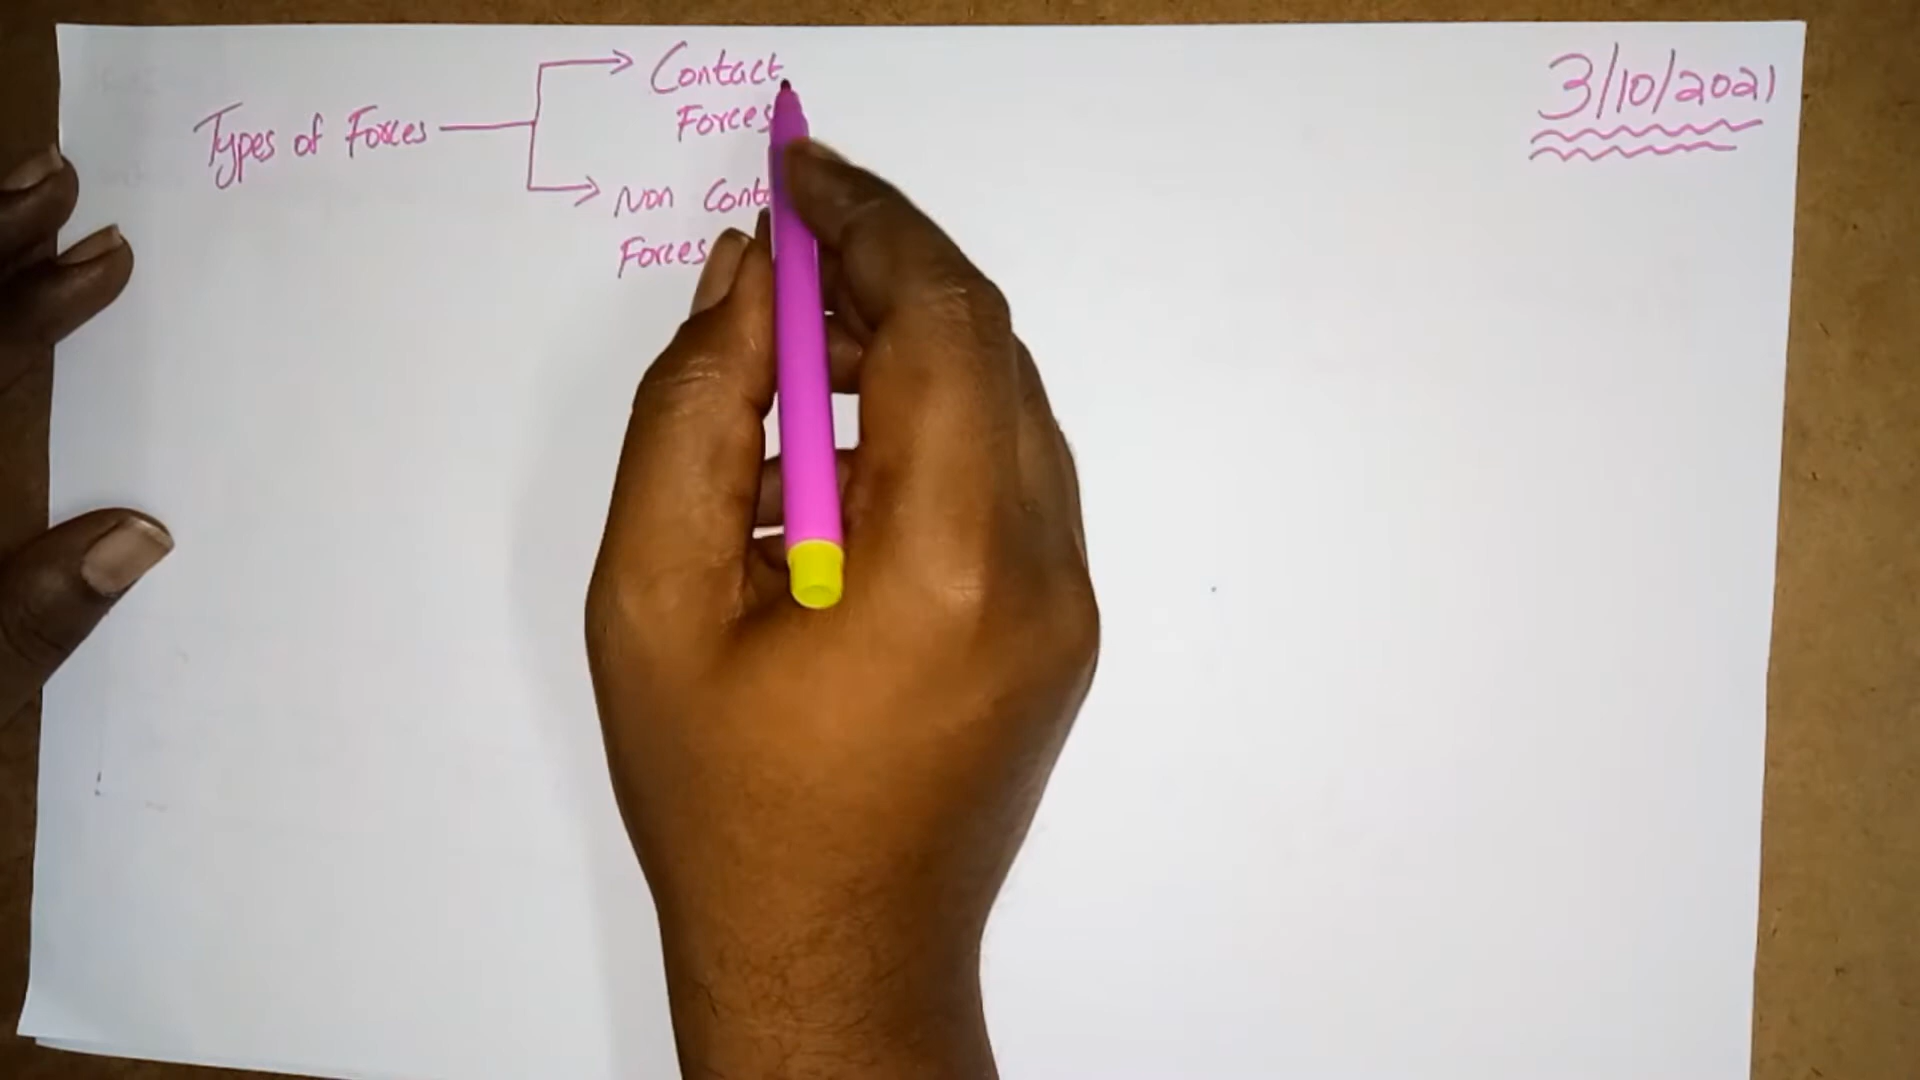 Contact
Forces
Types of Forces
Non
Forces
3/10/2021